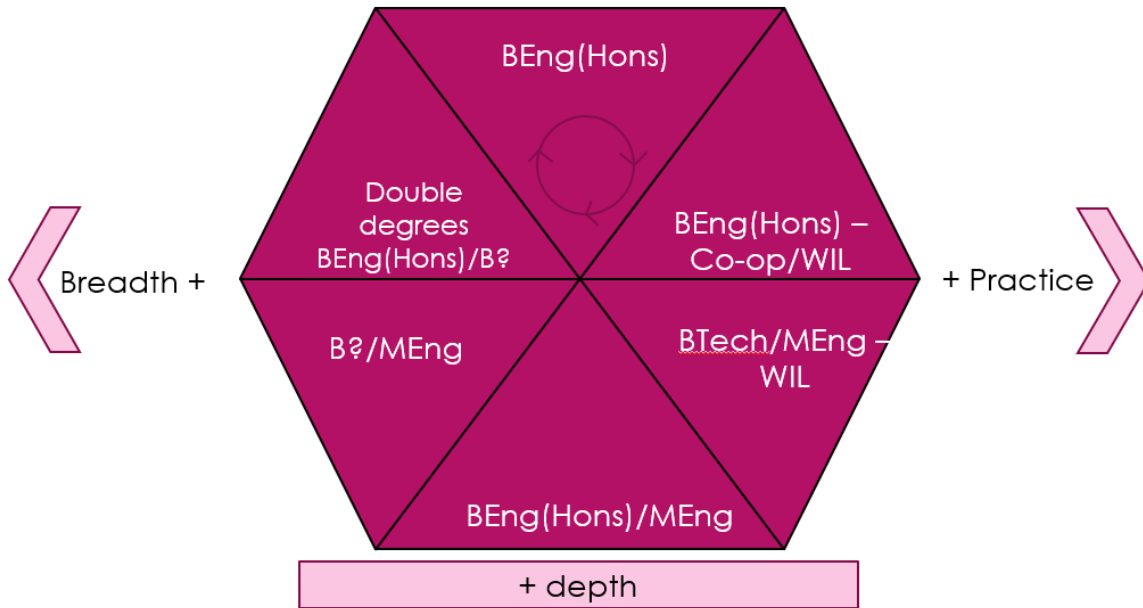 BEng(Hons)
Double
degrees
BEng(Hons)/B?
BEng(Hons) –
Co-op/WIL
Breadth +
+ Practice
B?/MEng
BTech/MEng –
WIL
BEng(Hons)/MEng
+ depth